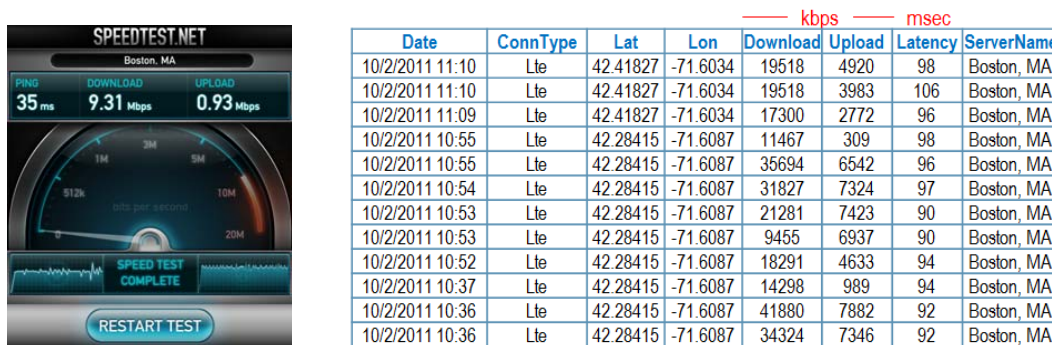 SPEEDTEST.NET
Boston, MA
PING DOWNLOAD UPLOAD
35 ms 9.31 Mbps 0.93 Mbps
3M
1M 5M
512k 10M
bits per second
0 20M
SPEED TEST
COMPLETE
RESTART TEST
kbps msec
Date ConnType Lat Lon Download Upload Latency ServerName
10/2/2011 11:10 Lte 42.41827 -71.6034 19518 4920 98 Boston, MA
10/2/2011 11:10 Lte 42.41827 -71.6034 19518 3983 106 Boston, MA
10/2/2011 11:09 Lte 42.41827 -71.6034 17300 2772 96 Boston, MA
10/2/2011 10:55 Lte 42.28415 -71.6087 11467 309 98 Boston, MA
10/2/2011 10:55 Lte 42.28415 -71.6087 35694 6542 96 Boston, MA
10/2/2011 10:54 Lte 42.28415 -71.6087 31827 7324 97 Boston, MA
10/2/2011 10:53 Lte 42.28415 -71.6087 21281 7423 90 Boston, MA
10/2/2011 10:53 Lte 42.28415 -71.6087 9455 6937 90 Boston, MA
10/2/2011 10:52 Lte 42.28415 -71.6087 18291 4633 94 Boston, MA
10/2/2011 10:37 Lte 42.28415 -71.6087 14298 989 94 Boston, MA
10/2/2011 10:36 Lte 42.28415 -71.6087 41880 7882 92 Boston, MA
10/2/2011 10:36 Lte 42.28415 -71.6087 34324 7346 92 Boston, MA